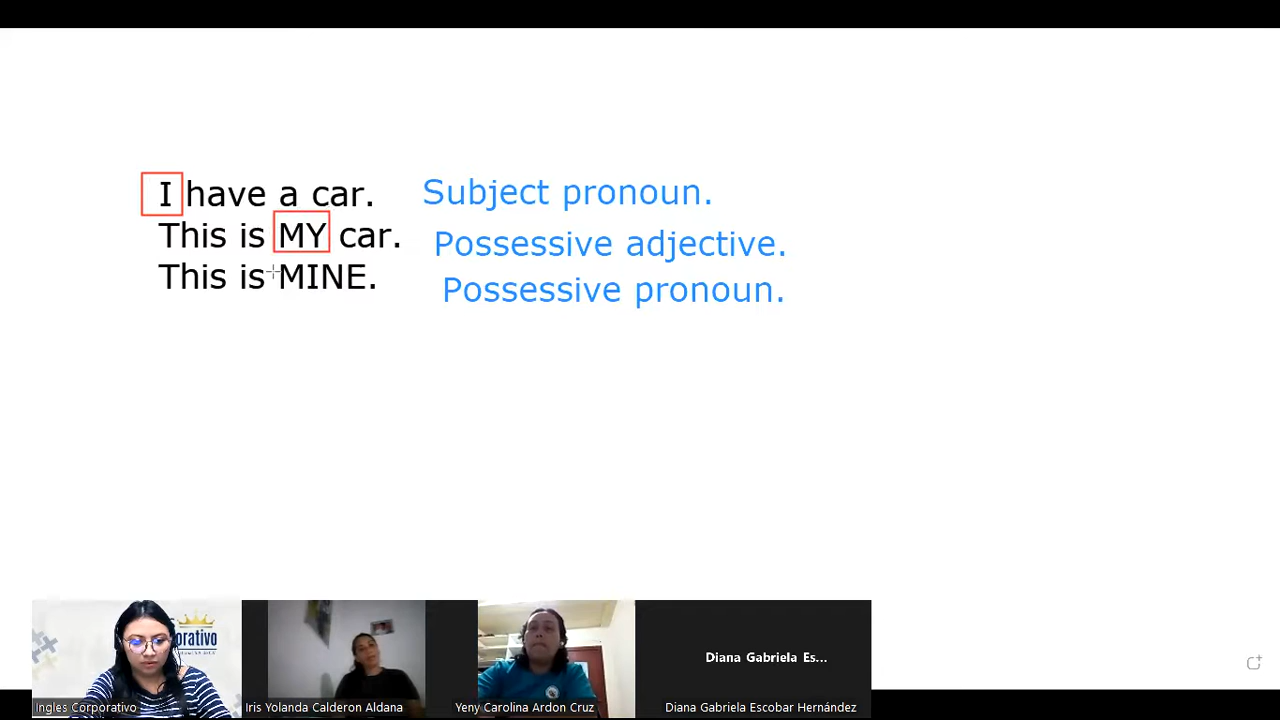 I have a car. Subject pronoun.
This is MY car. Possessive adjective.
This is MINE. Possessive pronoun.
orativo
Diana Gabriela Es...
Ingles Corporativo
Iris Yolanda Calderon Aldana
Yeny Carolina Ardon Cruz
Diana Gabriela Escobar Hernández